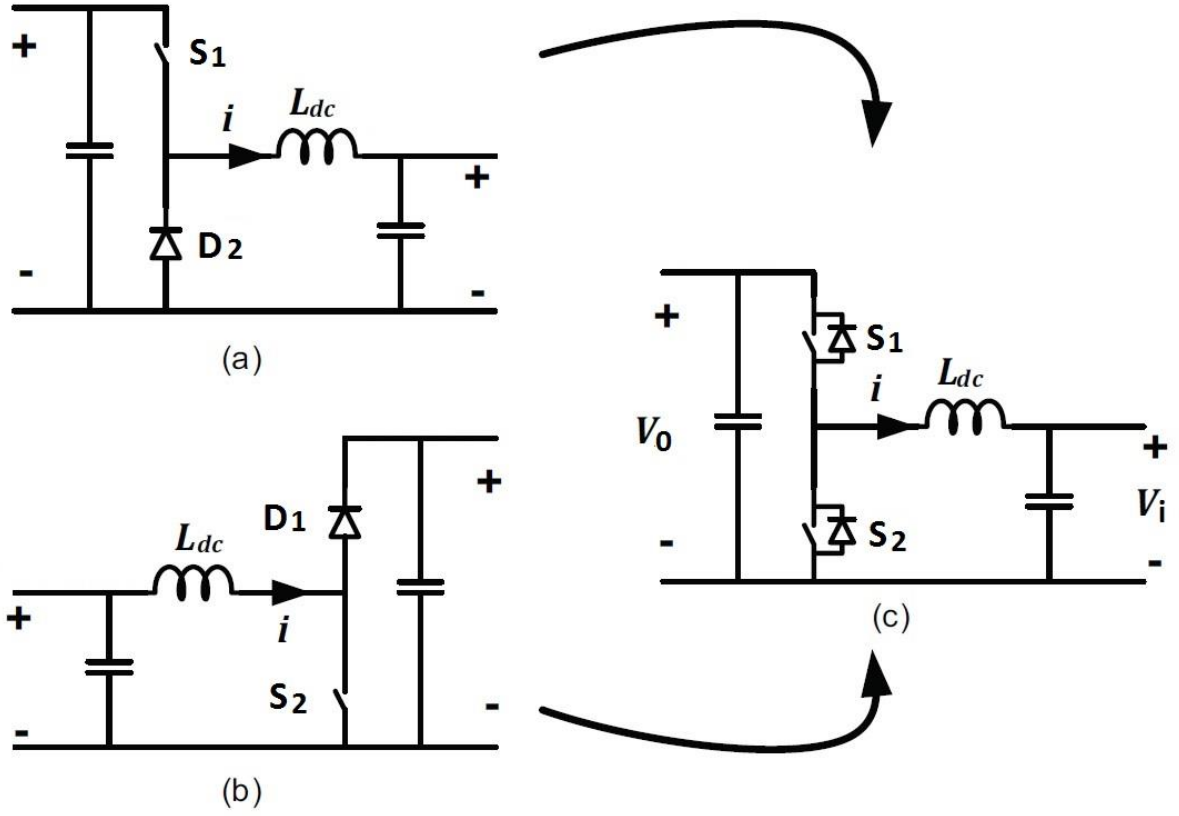 +
S1
Ldc
i
+
D2
-
-
(a)
+
S1
Ldc
i
V0
+
Vi
S2
-
-
(c)
+
D1
Ldc
+
i
S2
-
-
(b)